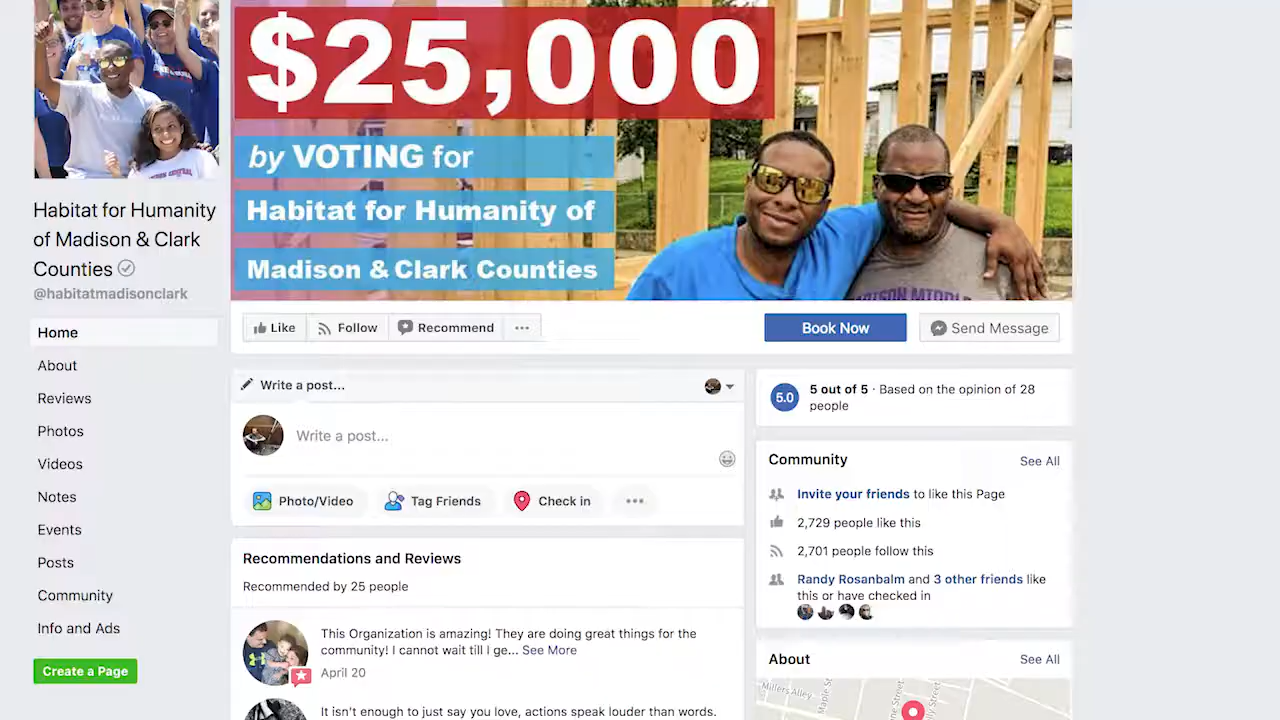 $25,000
by VOTING for
Habitat for Humanity of
Madison & Clark Counties
Habitat for Humanity
of Madison & Clark
Counties
@habitatmadisonclark
Home
About
Reviews
Photos
Videos
Notes
Events
Posts
Community
Info and Ads
Create a Page
Like
Follow
Recommend
Book Now
Send Message
Write a post...
Write a post...
Photo/Video
Tag Friends
Check in
Recommendations and Reviews
Recommended by 25 people
This Organization is amazing! They are doing great things for the
community! I cannot wait till I ge... See More
April 20
It isn't enough to just say you love, actions speak louder than words.
5.0
5 out of 5 · Based on the opinion of 28
people
Community
See All
Invite your friends to like this Page
2,729 people like this
2,701 people follow this
Randy Rosanbalm and 3 other friends like
this or have checked in
About
See All
Millers Alley
Maple St